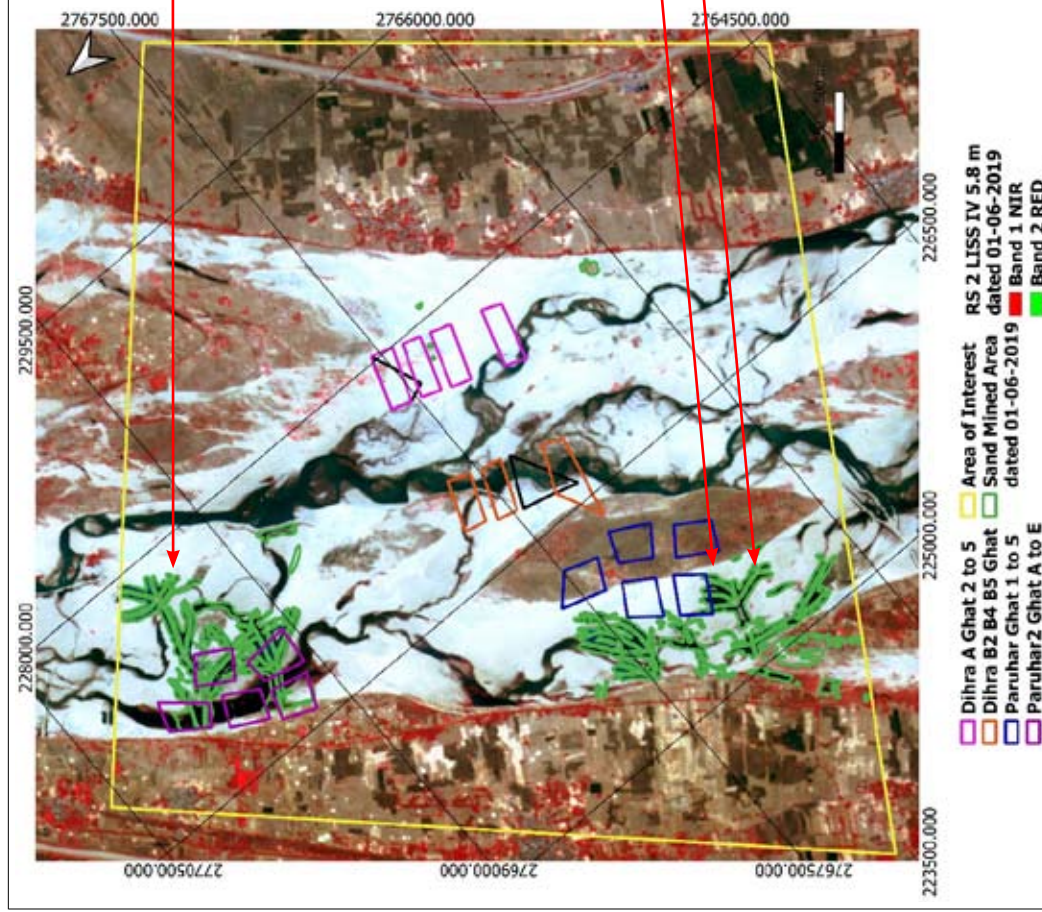 2767500.000
2766000.000
2764500.000
229500.000
228000.000
226500.000
225000.000
223500.000
2770500.000
2769000.000
2767500.000
Dihra A Ghat 2 to 5
Dihra B2 B4 B5 Ghat
Paruhar Ghat 1 to 5
Paruhar2 Ghat A to E
Area of Interest
Sand Mined Area
dated 01-06-2019
RS 2 LISS IV 5.8 m
dated 01-06-2019
Band 1 NIR
Band 2 RED